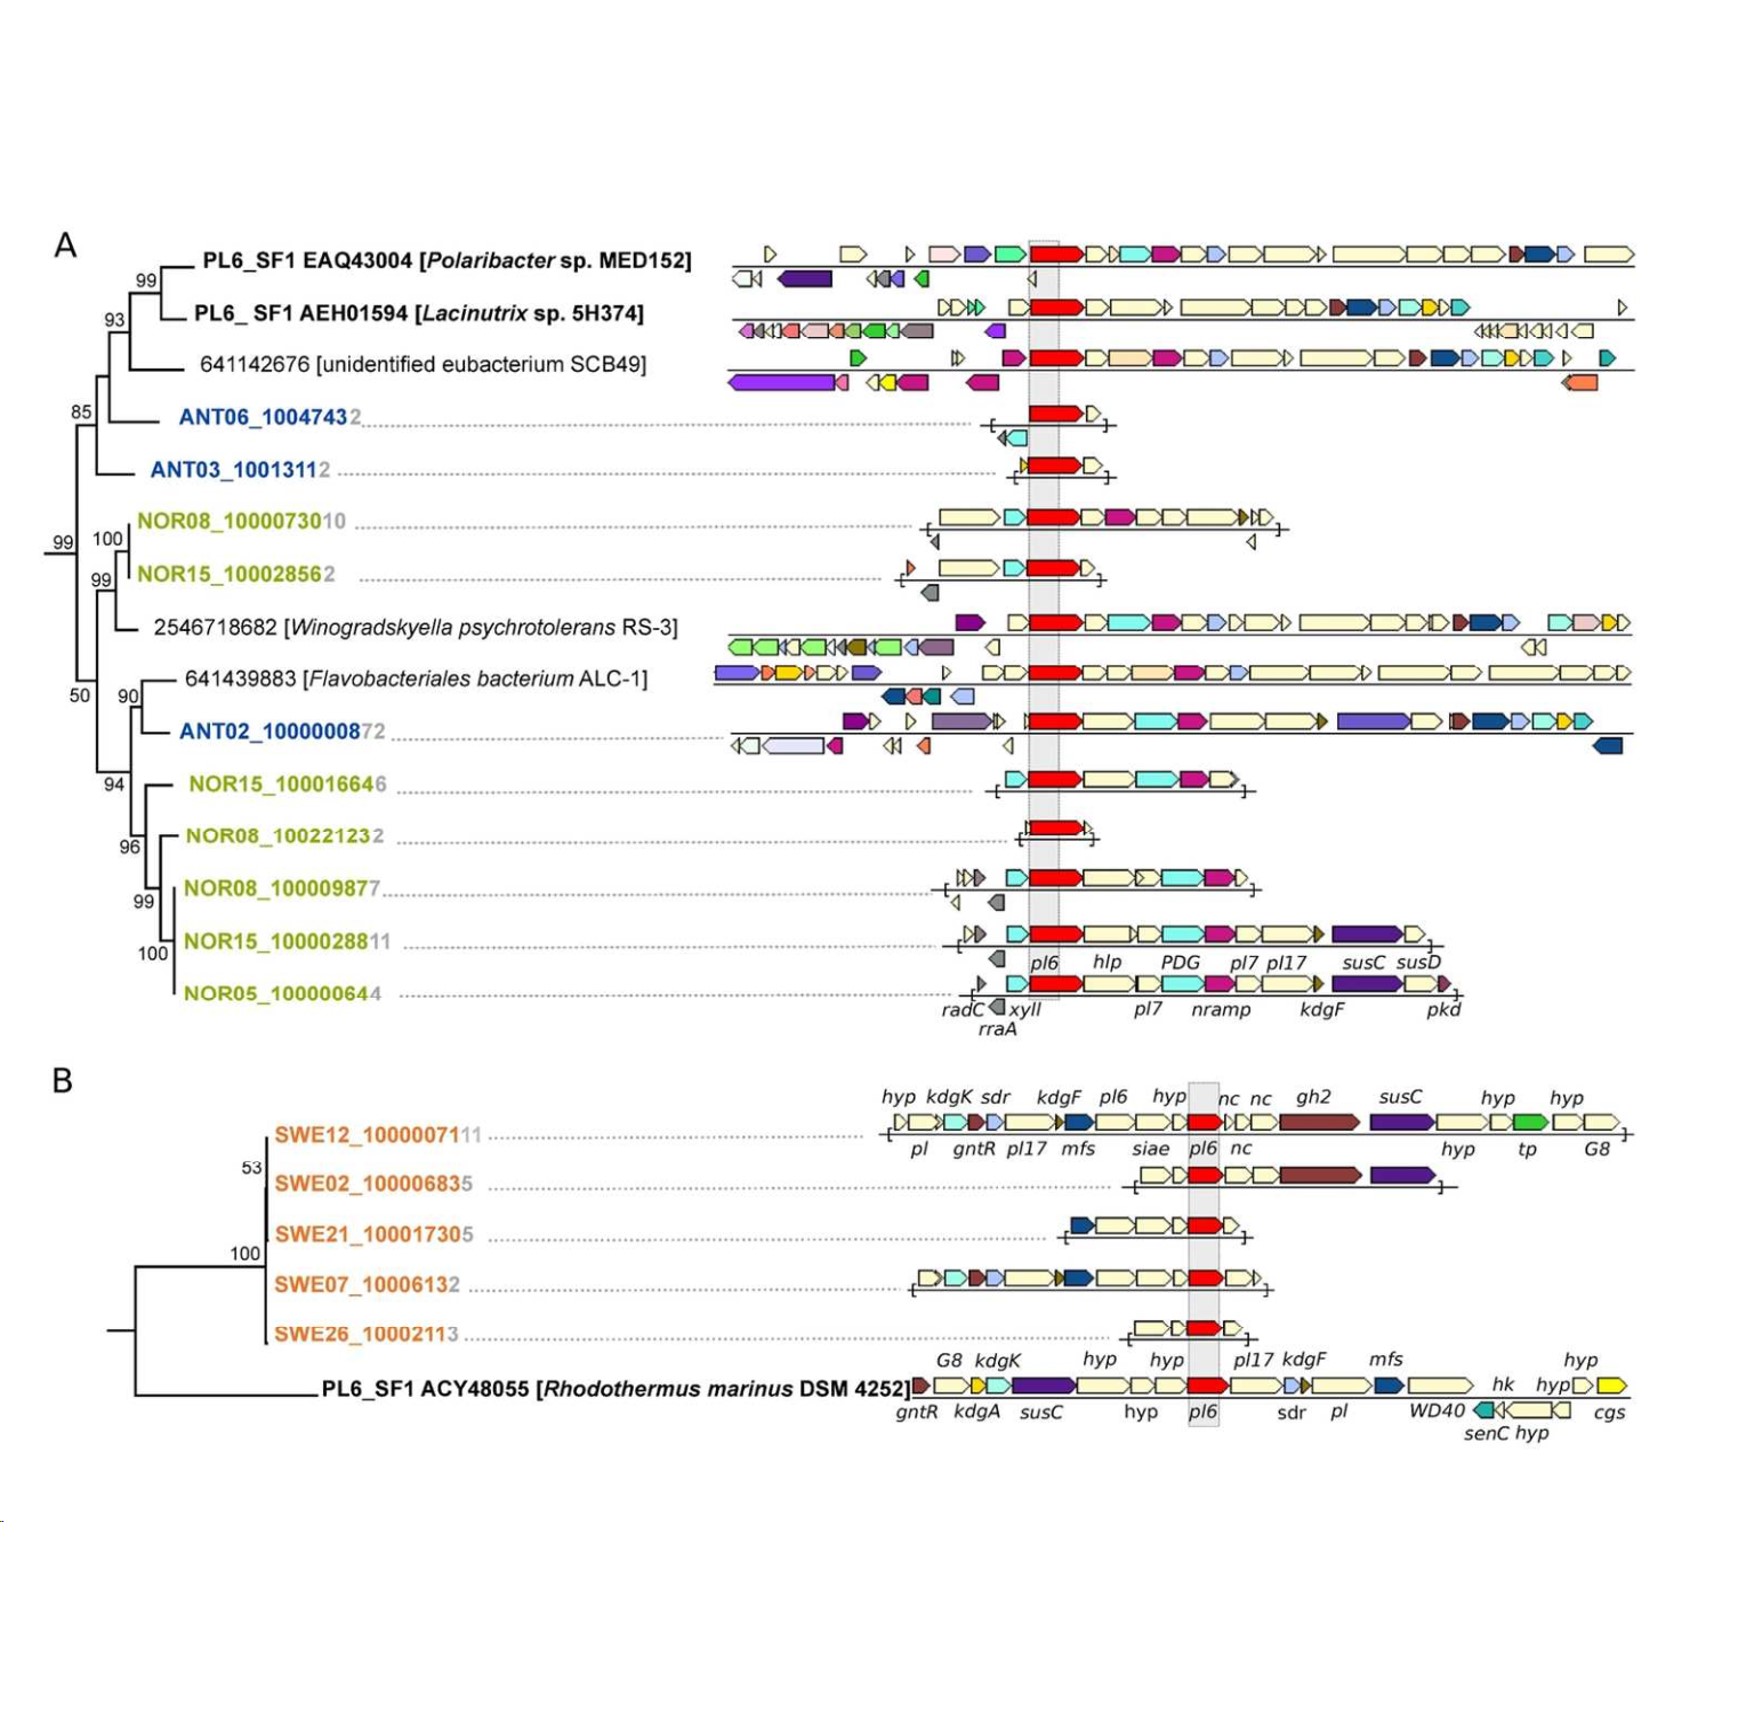 A
PL6_SF1 EAQ43004 [Polaribacter sp. MED152]
99
PL6_ SF1 AEH01594 [Lacinutrix sp. 5H374]
93
641142676 [unidentified eubacterium SCB49]
85
ANT06_10047432
ANT03_10013112
NOR08_1000073010
99
100
NOR15_100028562
99
2546718682 [Winogradskyella psychrotolerans RS-3]
641439883 [Flavobacteriales bacterium ALC-1]
50
90
ANT02_1000000872
94
NOR15_100016646
NOR08_100221232
96
NOR08_100009877
99
NOR15_1000028811
100
pl6 hlp PDG pl7 pl17 susC susD
NOR05_100000644
radC xylI pl7 nramp kdgF pkd
rraA
B
hyp kdgK sdr kdgF pl6 hyp nc nc gh2 susC hyp hyp
SWE12_1000007111
pl gntR pl17 mfs siae pl6 nc hyp tp G8
53
SWE02_100006835
SWE21_100017305
100
SWE07_10006132
SWE26_10002113
G8 kdgK hyp hyp pl17 kdgF mfs hyp
PL6_SF1 ACY48055 [Rhodothermus marinus DSM 4252]
hk hyp
gntR kdgA susC hyp pl6 sdr pl WD40 cgs
senC hyp